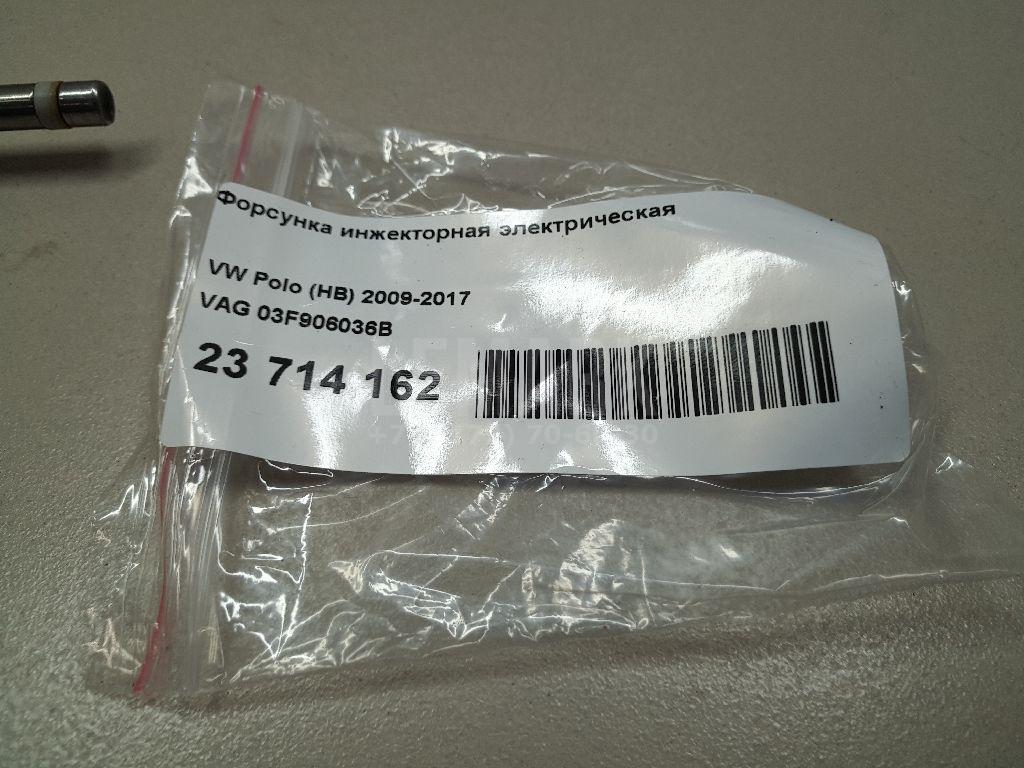 Форсунка инжекторная электрическая
VW Polo (HB) 2009-2017
VAG 03F906036B
23 714 162